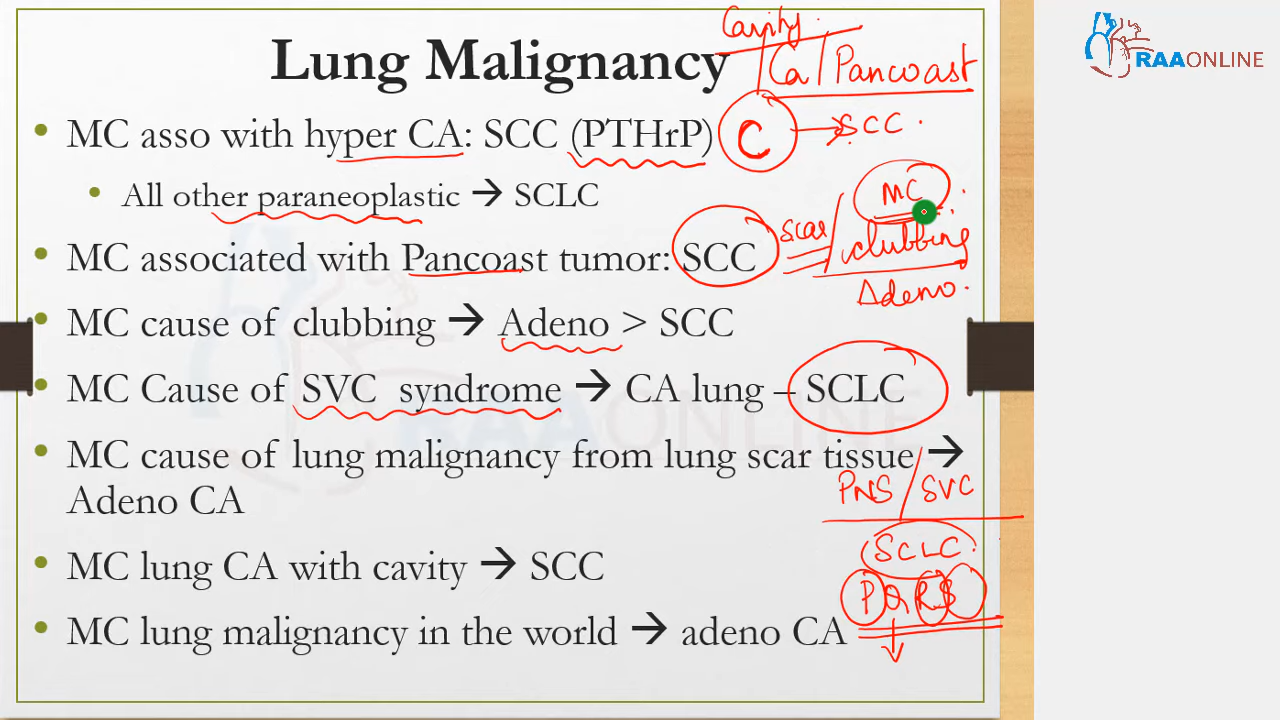 Cavity.
Lung Malignancy
Ca / Pancoast
RAAONLINE
• MC asso with hyper CA: SCC (PTHrP)
C → SCC.
• All other paraneoplastic → SCLC
MC
• MC associated with Pancoast tumor: SCC
scar / clubbing
Adeno.
• MC cause of clubbing → Adeno > SCC
• MC Cause of SVC syndrome → CA lung – SCLC
• MC cause of lung malignancy from lung scar tissue →
Adeno CA
PNS / SVC
(SCLC.)
• MC lung CA with cavity → SCC
• MC lung malignancy in the world → adeno CA
RAAONLINE